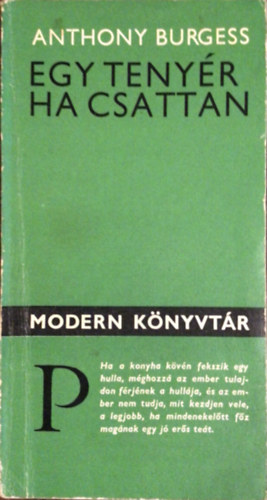 ANTHONY BURGESS
EGY TENYÉR
HA CSATTAN
MODERN KÖNYVTÁR
P
Ha a konyha kövén fekszik egy
hulla, méghozzá az ember tulaj-
don férjének a hullája, és az em-
ber nem tudja, mit kezdjen vele,
a legjobb, ha mindenekelőtt főz
magának egy jó erős teát.